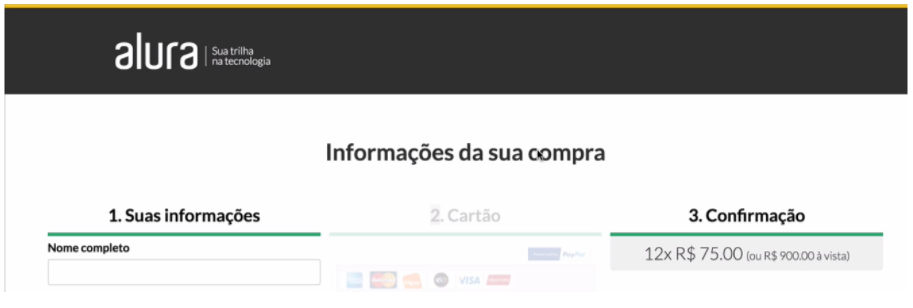 alura
Sua trilha
na tecnologia
Informações da sua compra
1. Suas informações
2. Cartão
3. Confirmação
Nome completo
PayPal
12x R$ 75.00 (ou R$ 900.00 à vista)
VISA